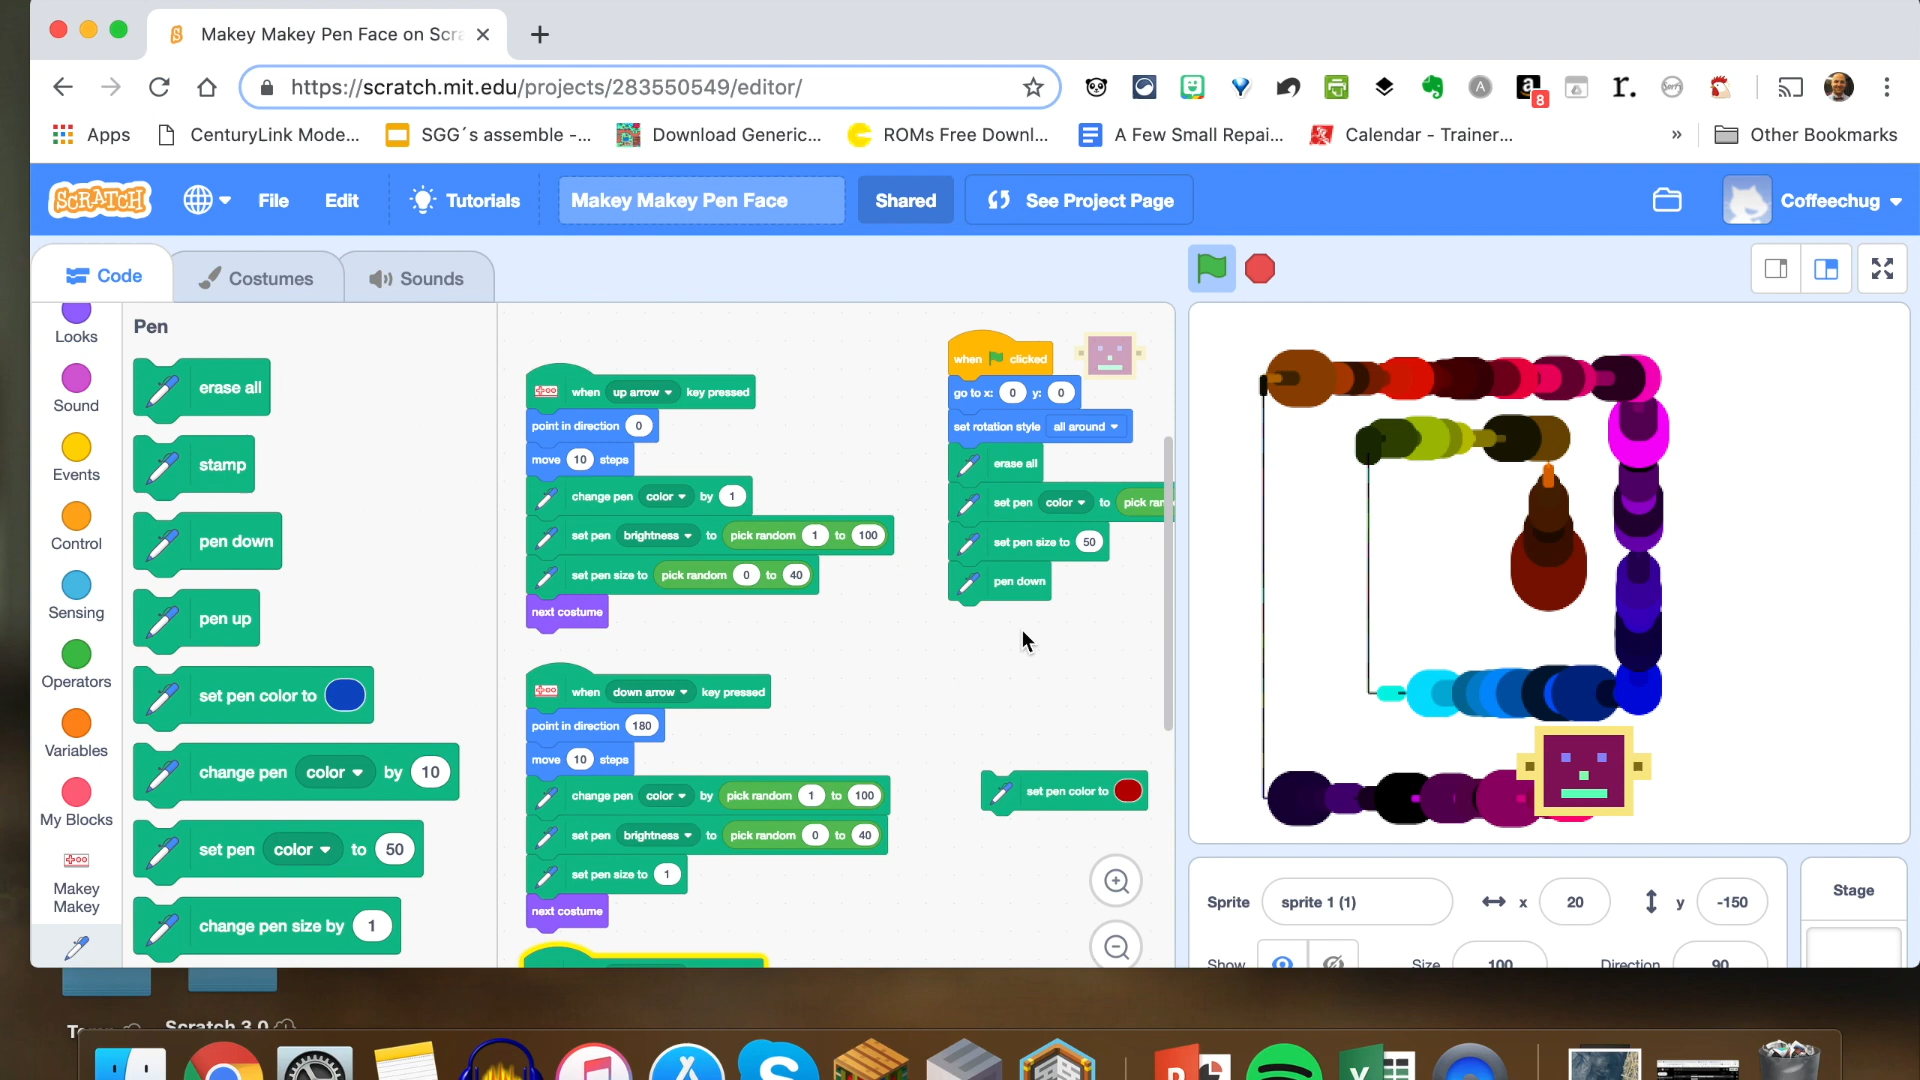 Makey Makey Pen Face on Scra
https://scratch.mit.edu/projects/283550549/editor/
a
8
A
r.
Apps
CenturyLink Mode...
SGG´s assemble -...
Download Generic...
ROMs Free Downl...
A Few Small Repai...
Calendar - Trainer...
»
Other Bookmarks
SCRATCH
File
Edit
Tutorials
Makey Makey Pen Face
Shared
See Project Page
Coffeechug
Code
Costumes
Sounds
Looks
Sound
Events
Control
Sensing
Operators
Variables
My Blocks
Makey
Makey
Pen
erase all
stamp
pen down
pen up
set pen color to
change pen color by 10
set pen color to 50
change pen size by 1
when up arrow key pressed
point in direction 0
move 10 steps
change pen color by 1
set pen brightness to pick random 1 to 100
set pen size to pick random 0 to 40
next costume
when down arrow key pressed
point in direction 180
move 10 steps
change pen color by pick random 1 to 100
set pen brightness to pick random 0 to 40
set pen size to 1
next costume
when clicked
go to x: 0 y: 0
set rotation style all around
erase all
set pen color to pick ran
set pen size to 50
pen down
set pen color to
Sprite
sprite 1 (1)
x
20
y
-150
Show
Size
100
Direction
90
Stage
Scratch 3.0